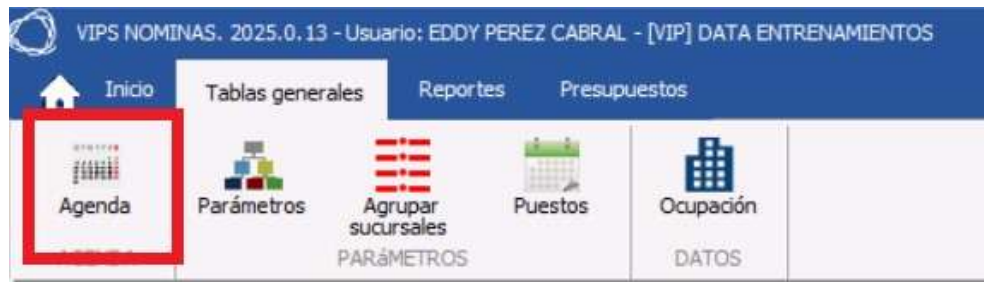 VIPS NOMINAS. 2025.0.13 - Usuario: EDDY PEREZ CABRAL - [VIP] DATA ENTRENAMIENTOS
Inicio Tablas generales Reportes Presupuestos
Agenda Parámetros Agrupar sucursales Puestos Ocupación
PARáMETROS DATOS